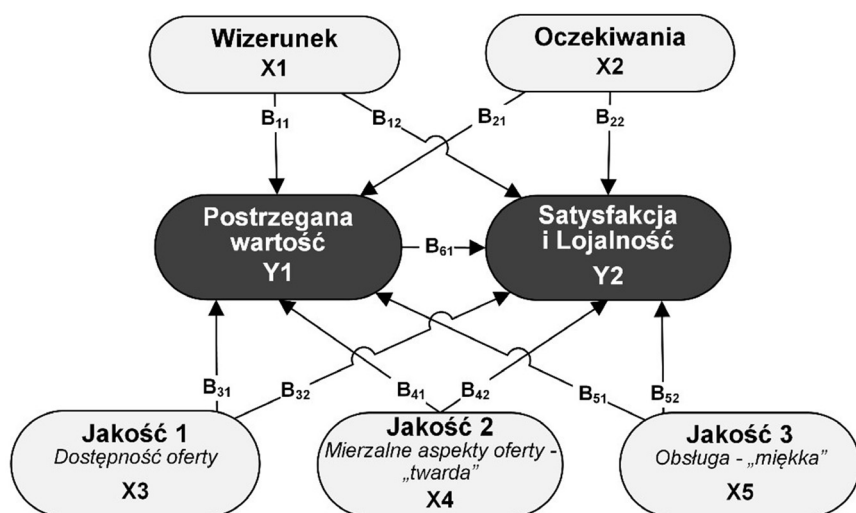 Wizerunek
X1
Oczekiwania
X2
B11
B12
B21
B22
Postrzegana
wartość
Y1
B61
Satysfakcja
i Lojalność
Y2
B31
B32
B41
B42
B51
B52
Jakość 1
Dostępność oferty
X3
Jakość 2
Mierzalne aspekty oferty -
„twarda”
X4
Jakość 3
Obsługa - „miękka”
X5